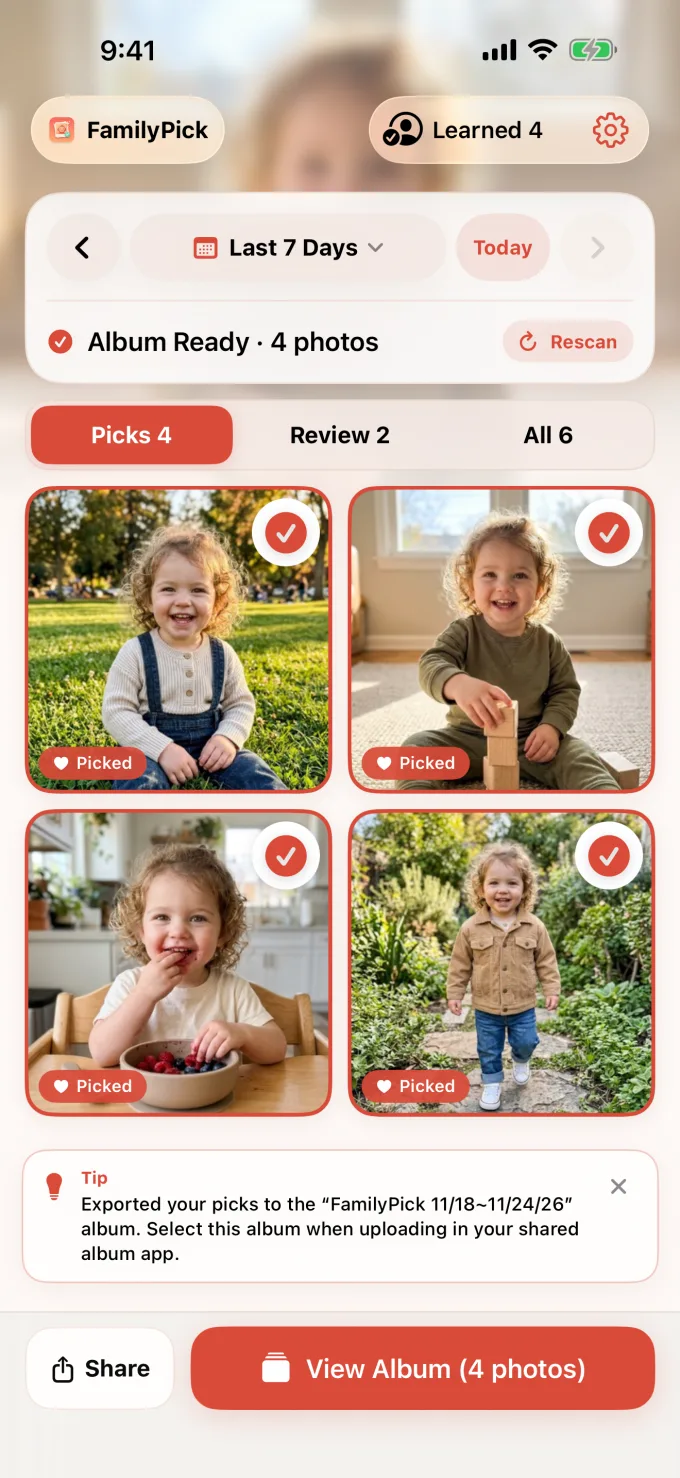 9:41
FamilyPick
Learned 4
Last 7 Days
Today
Album Ready · 4 photos
Rescan
Picks 4
Review 2
All 6
Picked
Picked
Picked
Picked
Tip
Exported your picks to the “FamilyPick 11/18~11/24/26”
album. Select this album when uploading in your shared
album app.
Share
View Album (4 photos)